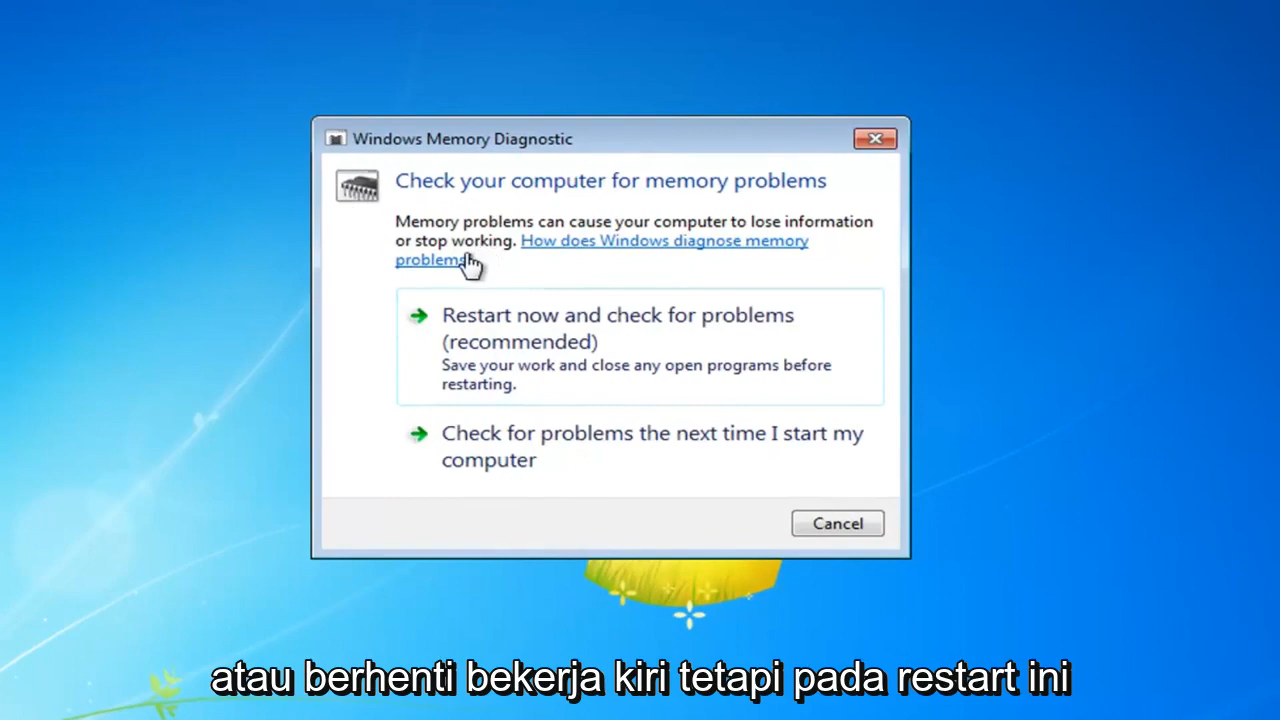 Windows Memory Diagnostic
Check your computer for memory problems
Memory problems can cause your computer to lose information
or stop working. How does Windows diagnose memory
problems
Restart now and check for problems
(recommended)
Save your work and close any open programs before
restarting.
Check for problems the next time I start my
computer
Cancel
atau berhenti bekerja kiri tetapi pada restart ini